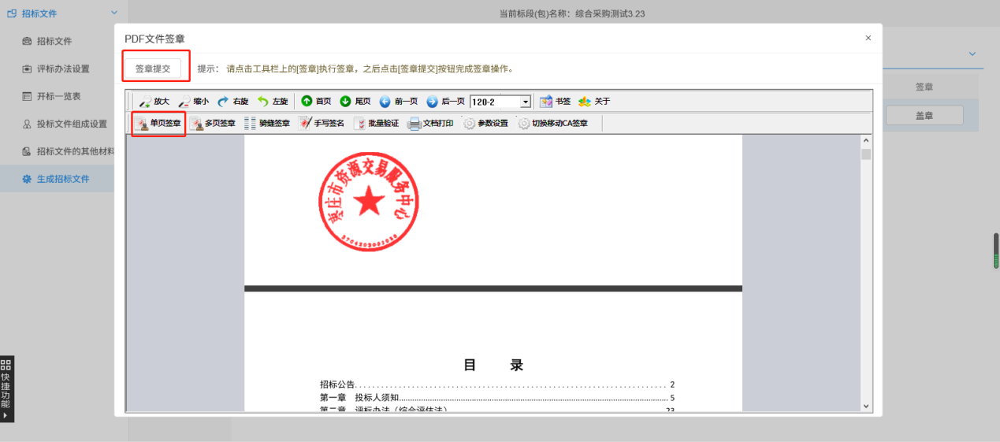 招标文件
当前标段(包)名称：综合采购测试3.23
招标文件
评标办法设置
开标一览表
投标文件组成设置
招标文件的其他材料
生成招标文件
快捷功能
签章
盖章
PDF文件签章
×
签章提交
提示： 请点击工具栏上的[签章]执行签章，之后点击[签章提交]按钮完成签章操作。
放大 缩小 右旋 左旋 首页 尾页 前一页 后一页 120-2 书签 关于
单页签章 多页签章 骑缝签章 手写签名 批量验证 文档打印 参数设置 切换移动CA签章
枣庄市资源交易服务中心
目 录
招标公告 2
第一章 投标人须知 5
第二章 评标办法（综合评估法） 23